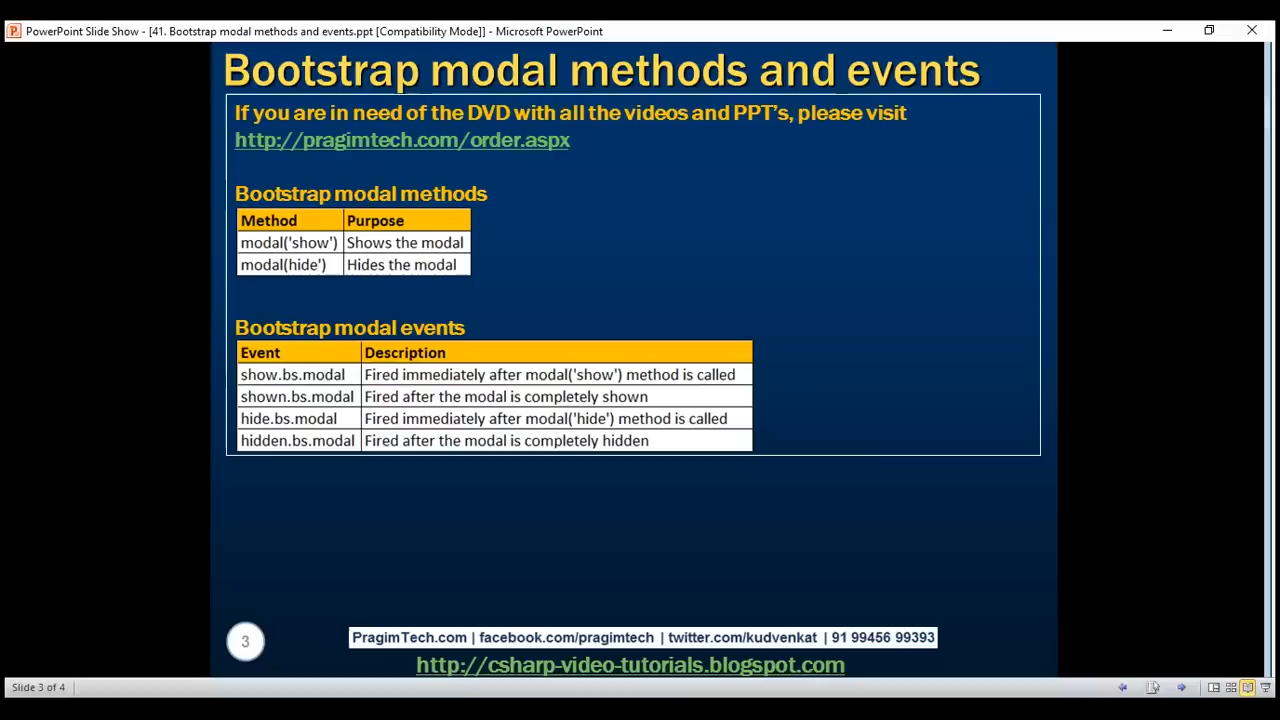 PowerPoint Slide Show - [41. Bootstrap modal methods and events.ppt [Compatibility Mode]] - Microsoft PowerPoint
Bootstrap modal methods and events
If you are in need of the DVD with all the videos and PPT's, please visit
http://pragimtech.com/order.aspx
Bootstrap modal methods
Method Purpose
modal('show') Shows the modal
modal(hide') Hides the modal
Bootstrap modal events
Event Description
show.bs.modal Fired immediately after modal('show') method is called
shown.bs.modal Fired after the modal is completely shown
hide.bs.modal Fired immediately after modal('hide') method is called
hidden.bs.modal Fired after the modal is completely hidden
3
PragimTech.com | facebook.com/pragimtech | twitter.com/kudvenkat | 91 99456 99393
http://csharp-video-tutorials.blogspot.com
Slide 3 of 4